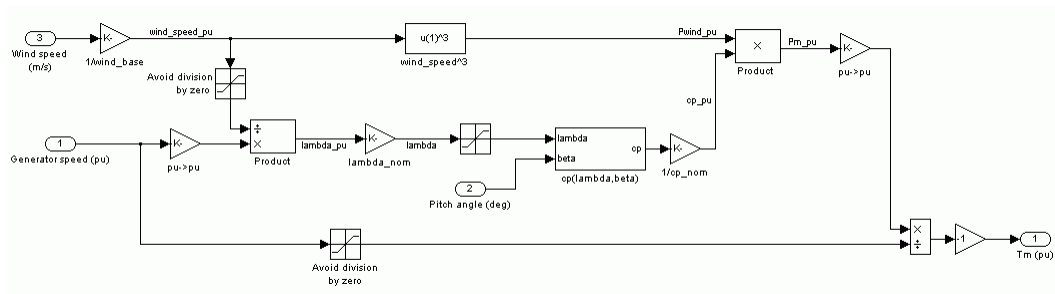 3
Wind speed
(m/s)
K-
1/wind_base
wind_speed_pu
u(1)^3
wind_speed^3
Pwind_pu
×
Product
Pm_pu
K-
pu->pu
Avoid division
by zero
cp_pu
1
Generator speed (pu)
K-
pu->pu
÷
×
Product
lambda_pu
K-
lambda_nom
lambda
lambda
beta
cp
cp(lambda,beta)
K-
1/cp_nom
2
Pitch angle (deg)
Avoid division
by zero
×
÷
-1
1
Tm (pu)